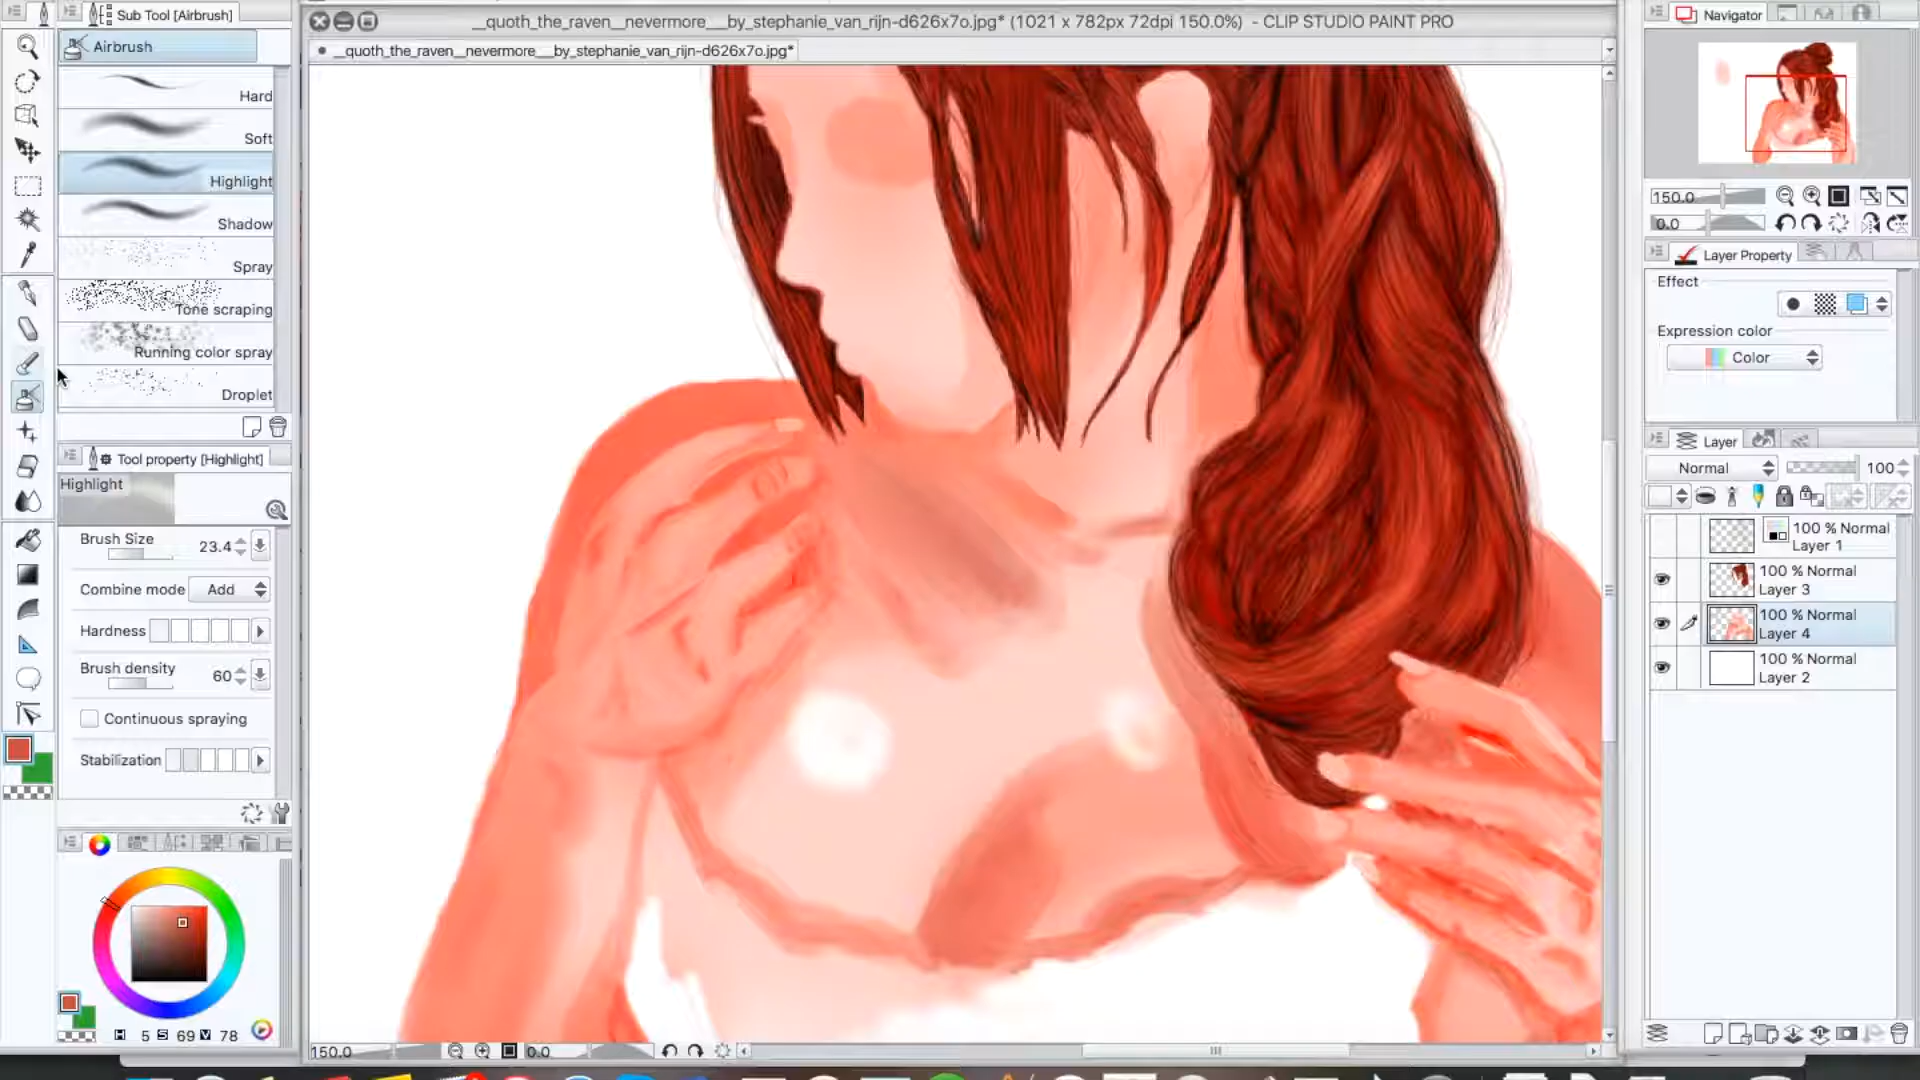 Sub Tool [Airbrush]
Airbrush
Hard
Soft
Highlight
Shadow
Spray
Tone scraping
Running color spray
Droplet
Tool property [Highlight]
Highlight
Brush Size 23.4
Combine mode Add
Hardness
Brush density 60
Continuous spraying
Stabilization
H 5 S 69 V 78
__quoth_the_raven__nevermore__by_stephanie_van_rijn-d626x7o.jpg* (1021 x 782px 72dpi 150.0%) - CLIP STUDIO PAINT PRO
__quoth_the_raven__nevermore__by_stephanie_van_rijn-d626x7o.jpg*
150.0 0.0
Navigator
150.0
0.0
Layer Property
Effect
Expression color
Color
Layer
Normal 100
100 % Normal
Layer 1
100 % Normal
Layer 3
100 % Normal
Layer 4
100 % Normal
Layer 2